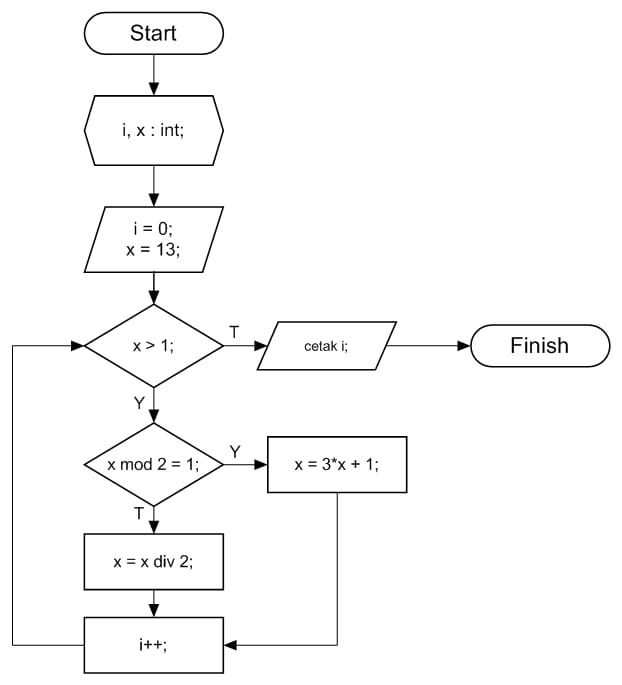 Start
i, x : int;
i = 0;
x = 13;
x > 1;
T
cetak i;
Finish
Y
x mod 2 = 1;
Y
x = 3*x + 1;
T
x = x div 2;
i++;